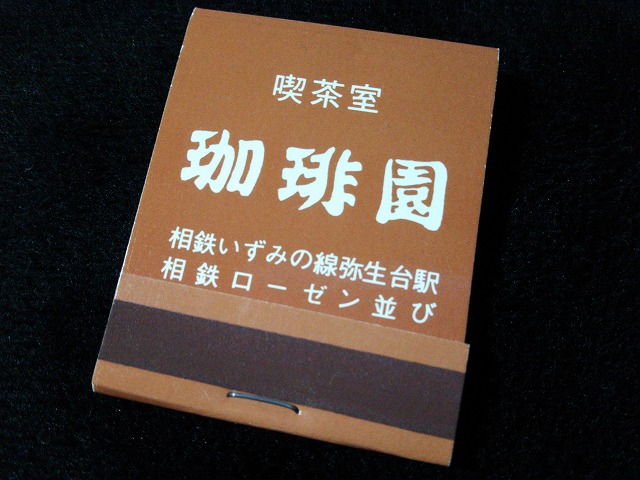 喫茶室
珈琲園
相鉄いずみの線弥生台駅
相鉄ローゼン並び